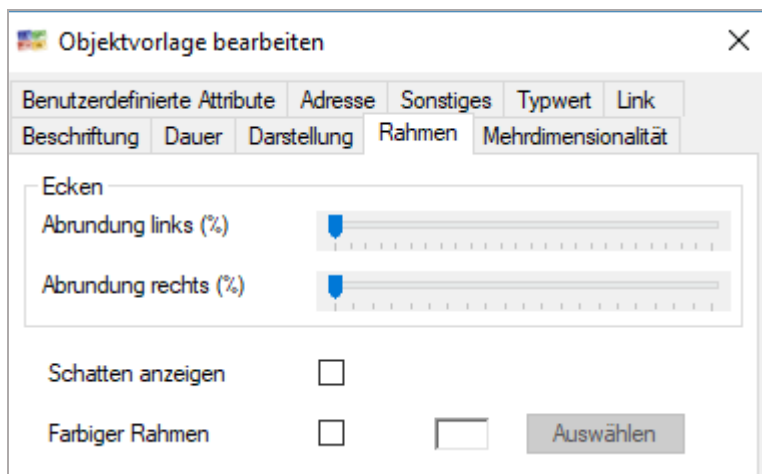 Objektvorlage bearbeiten
Benutzerdefinierte Attribute Adresse Sonstiges Typwert Link
Beschriftung Dauer Darstellung Rahmen Mehrdimensionalität
Ecken
Abrundung links (%)
Abrundung rechts (%)
Schatten anzeigen
Farbiger Rahmen Auswählen